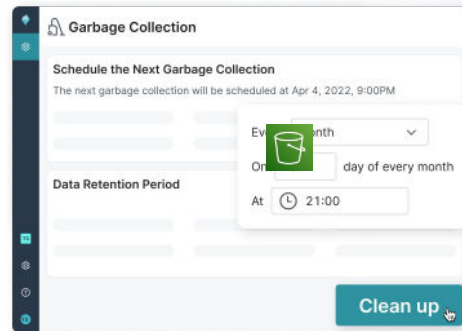 Garbage Collection
Schedule the Next Garbage Collection
The next garbage collection will be scheduled at Apr 4, 2022, 9:00PM
day of every month
Data Retention Period
At 21:00
Clean up